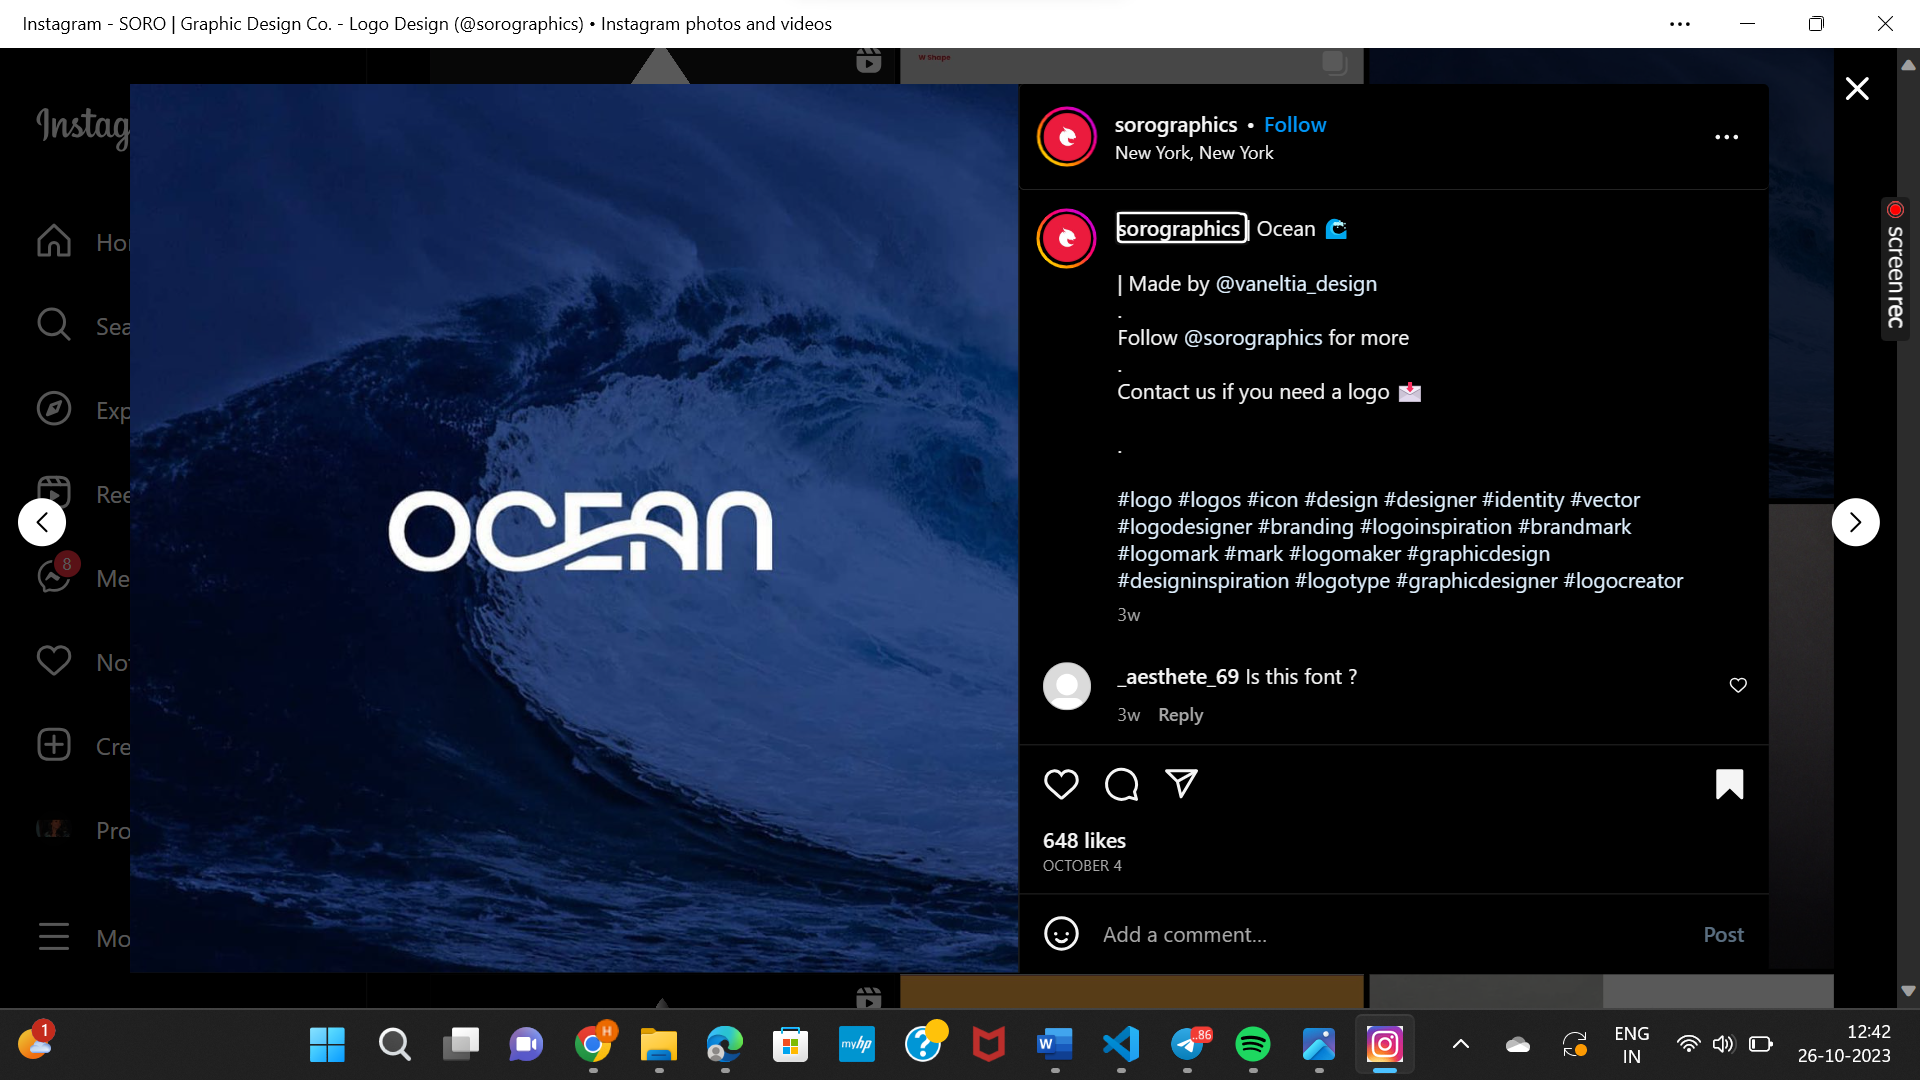 Instagram - SORO | Graphic Design Co. - Logo Design (@sorographics) • Instagram photos and videos
W Shape
Instag
sorographics • Follow
New York, New York
sorographics | Ocean 🌊
| Made by @vaneltia_design
.
Follow @sorographics for more
.
Contact us if you need a logo 📩
.
#logo #logos #icon #design #designer #identity #vector
#logodesigner #branding #logoinspiration #brandmark
#logomark #mark #logomaker #graphicdesign
#designinspiration #logotype #graphicdesigner #logocreator
3w
_aesthete_69 Is this font ?
3w Reply
648 likes
OCTOBER 4
Add a comment... Post
OCEAN
Hor
Sea
Exp
Ree
8
Me
No
Cre
Pro
Mo
screenrec
1
H
myhp
?
W
..86
ENG
IN
12:42
26-10-2023